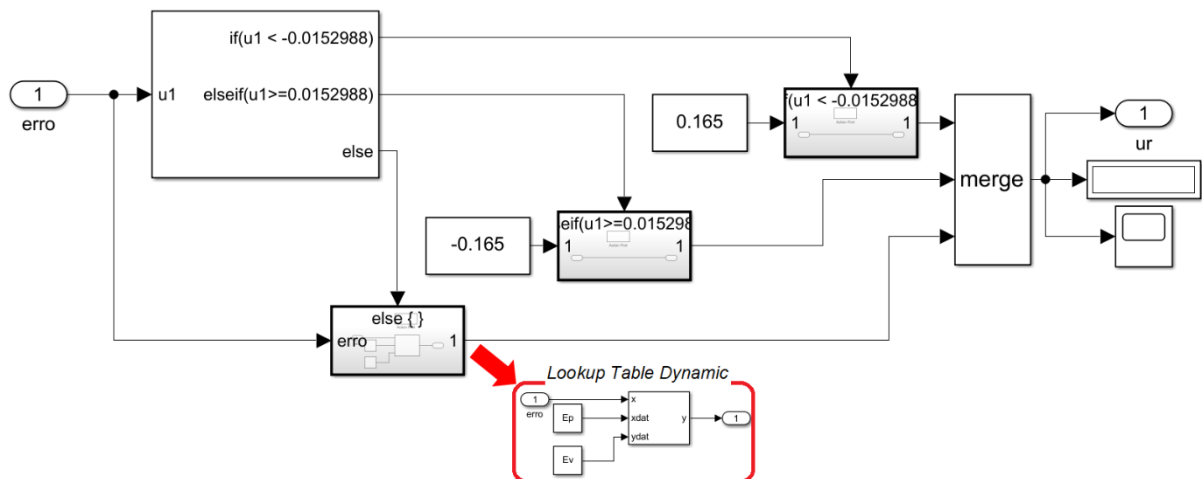 if(u1 < -0.0152988)
1
u1
elseif(u1>=0.0152988)
erro
else
0.165
if(u1 < -0.0152988
1
1
merge
1
ur
-0.165
seif(u1>=0.015298
1
1
else { }
erro
1
Lookup Table Dynamic
1
erro
x
Ep
xdat
y
1
ydat
Ev